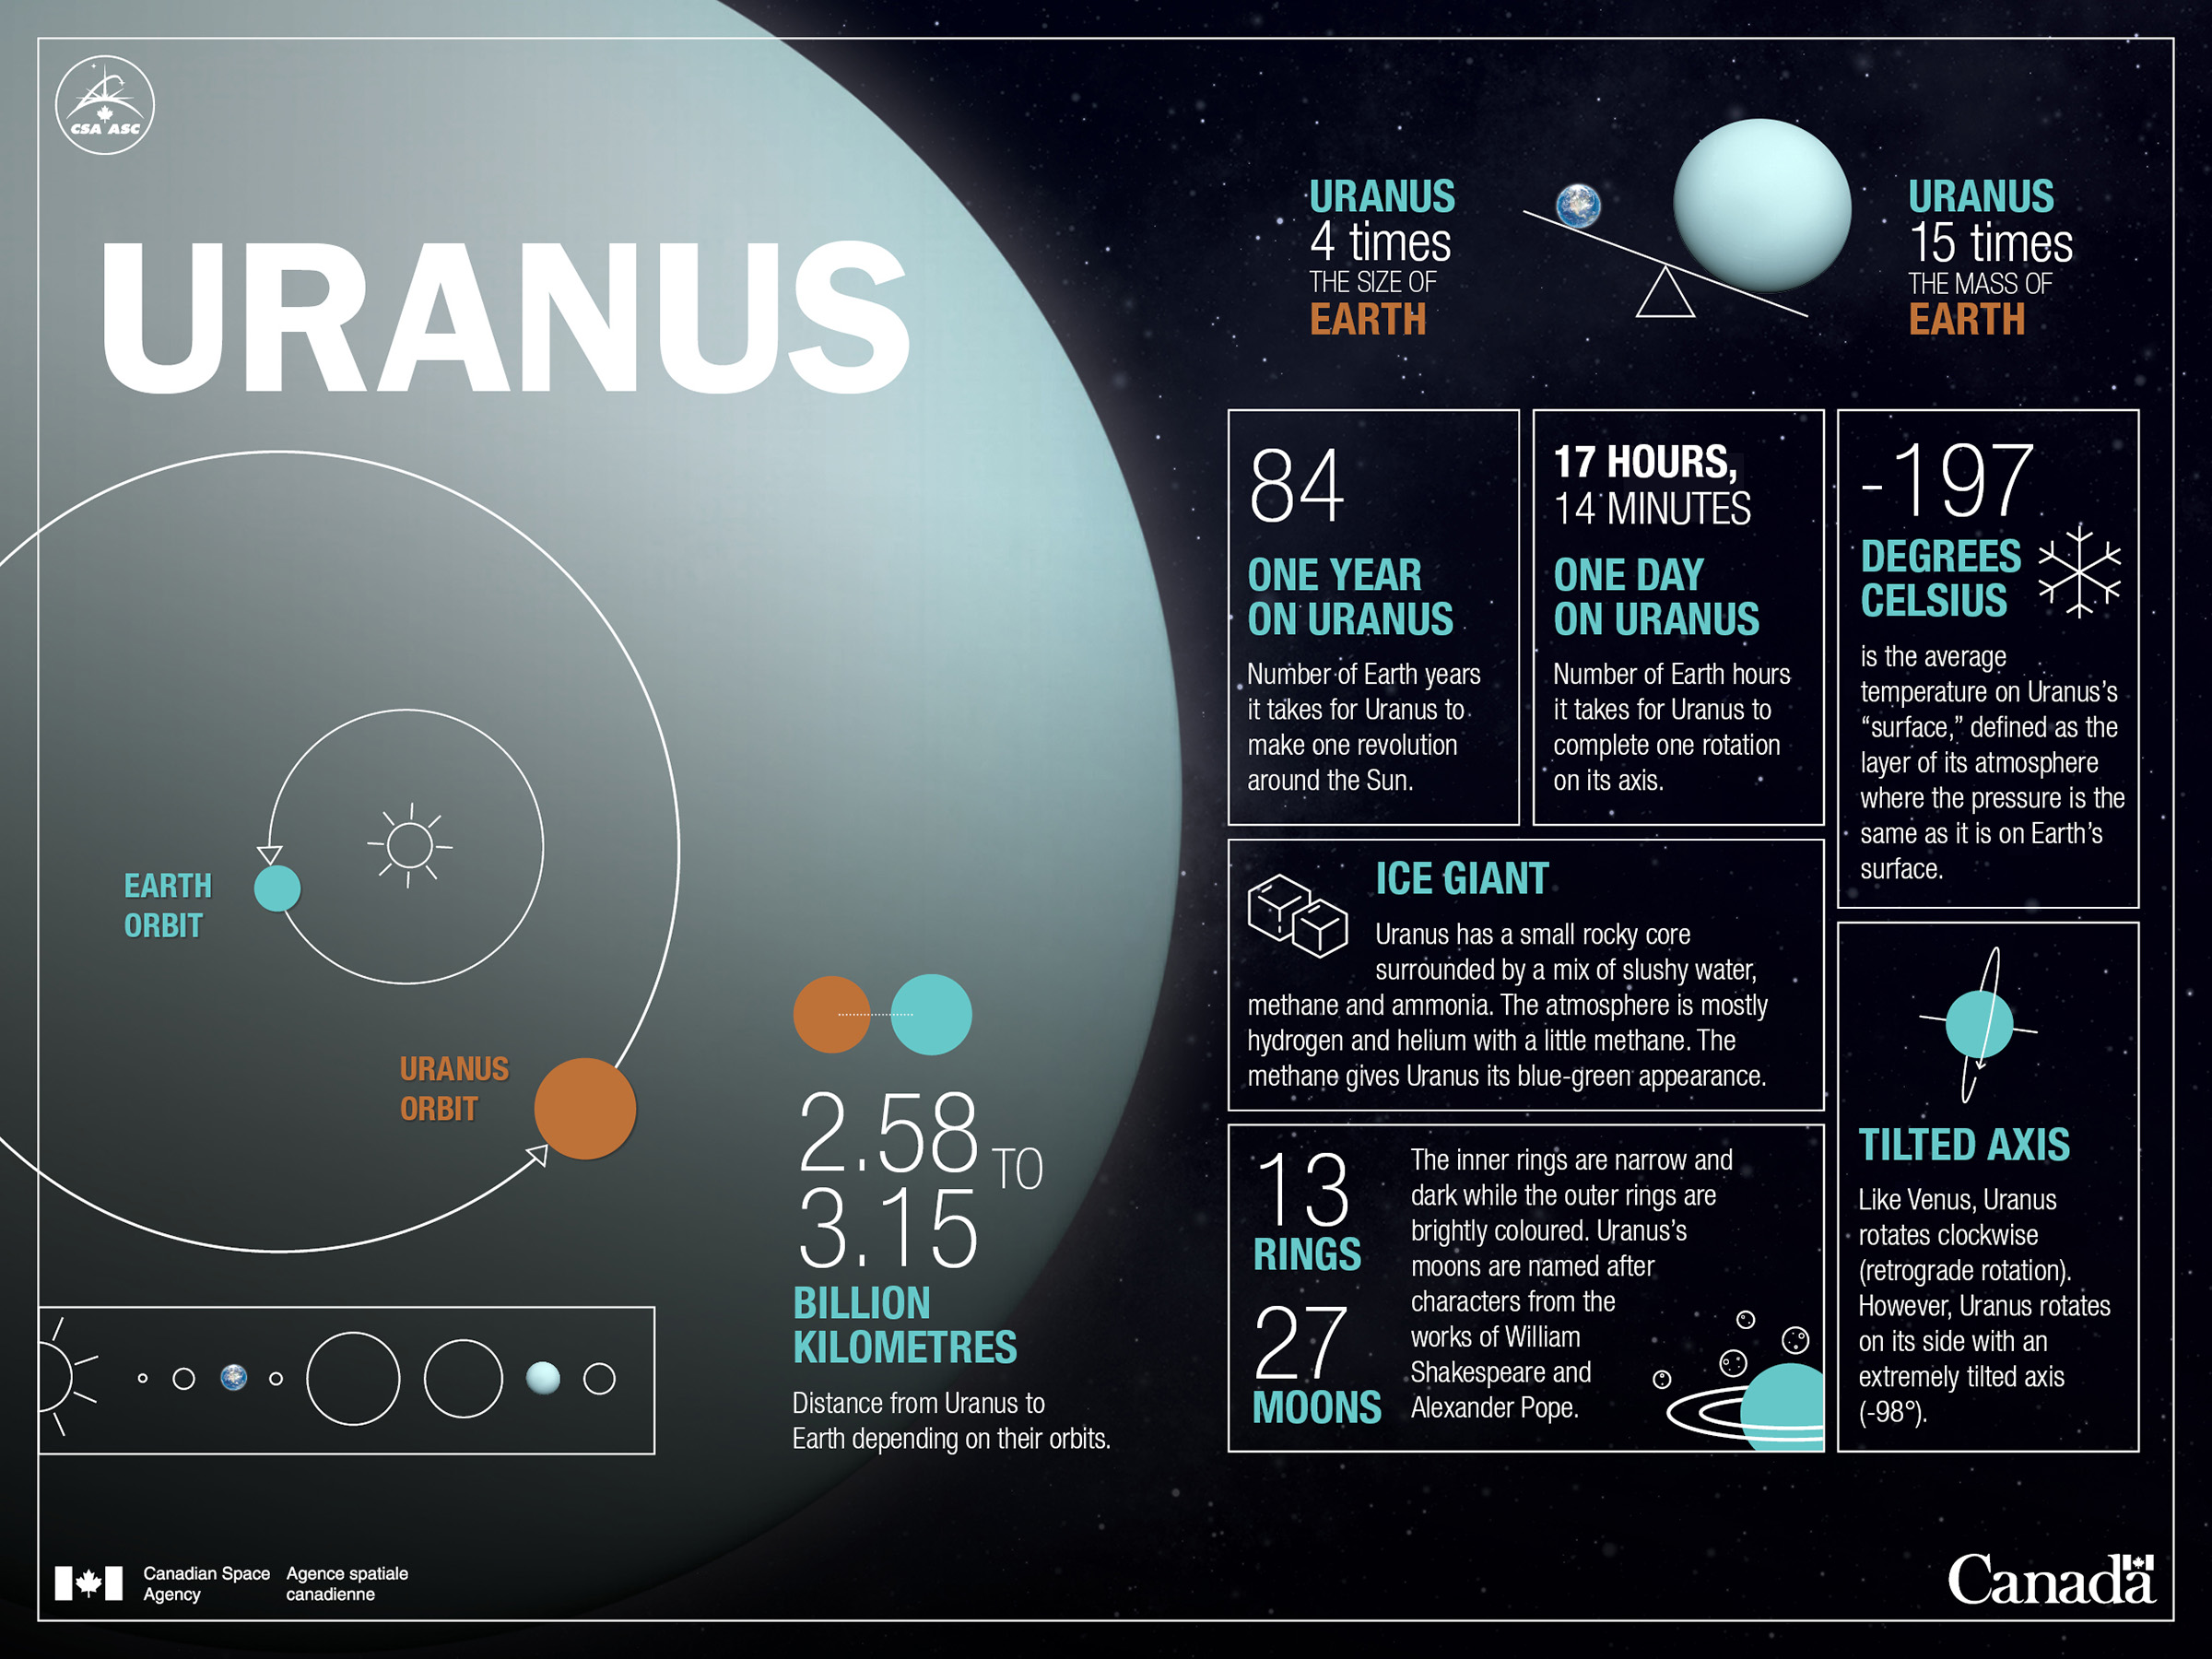 CSA ASC
URANUS
EARTH
ORBIT
URANUS
ORBIT
2.58 TO
3.15
BILLION
KILOMETRES
Distance from Uranus to
Earth depending on their orbits.
URANUS
4 times
THE SIZE OF
EARTH
URANUS
15 times
THE MASS OF
EARTH
84
ONE YEAR
ON URANUS
Number of Earth years
it takes for Uranus to
make one revolution
around the Sun.
17 HOURS,
14 MINUTES
ONE DAY
ON URANUS
Number of Earth hours
it takes for Uranus to
complete one rotation
on its axis.
-197
DEGREES
CELSIUS
is the average
temperature on Uranus’s
“surface,” defined as the
layer of its atmosphere
where the pressure is the
same as it is on Earth’s
surface.
ICE GIANT
Uranus has a small rocky core
surrounded by a mix of slushy water,
methane and ammonia. The atmosphere is mostly
hydrogen and helium with a little methane. The
methane gives Uranus its blue-green appearance.
13
RINGS
27
MOONS
The inner rings are narrow and
dark while the outer rings are
brightly coloured. Uranus’s
moons are named after
characters from the
works of William
Shakespeare and
Alexander Pope.
TILTED AXIS
Like Venus, Uranus
rotates clockwise
(retrograde rotation).
However, Uranus rotates
on its side with an
extremely tilted axis
(-98°).
Canadian Space
Agency
Agence spatiale
canadienne
Canada